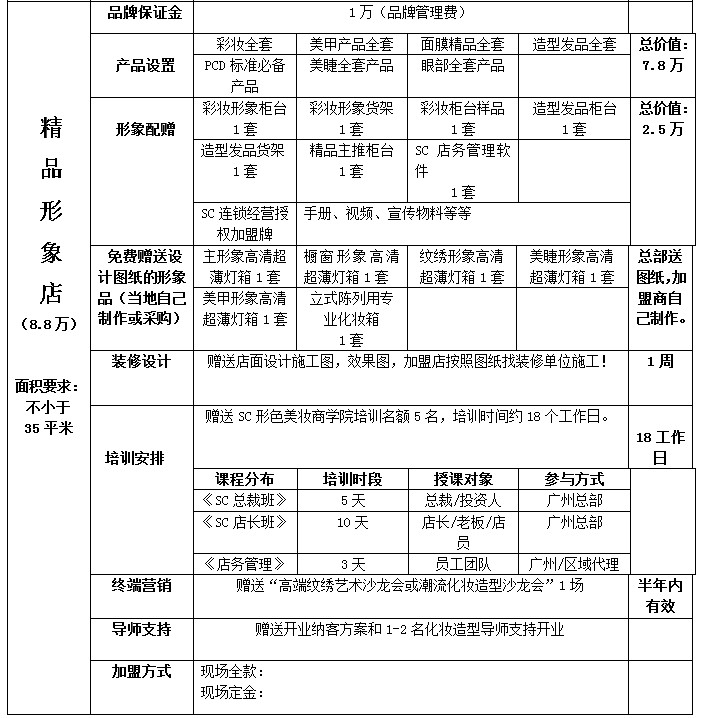 精
品
形
象
店
(8.8万)
面积要求:
不小于
35平米
品牌保证金
1万(品牌管理费)
产品设置
彩妆全套
美甲产品全套
面膜精品全套
造型发品全套
总价值:
7.8万
PCD标准必备
产品
美睫全套产品
眼部全套产品
形象配赠
彩妆形象柜台
1套
彩妆形象货架
1套
彩妆柜台样品
1套
造型发品柜台
1套
总价值:
2.5万
造型发品货架
1套
精品主推柜台
1套
SC 店务管理软
件
1套
SC连锁经营授
权加盟牌
手册、视频、宣传物料等等
免费赠送设
计图纸的形象
品(当地自己
制作或采购)
主形象高清超
薄灯箱1套
橱窗形象高清
超薄灯箱1套
纹绣形象高清
超薄灯箱1套
美睫形象高清
超薄灯箱1套
总部送
图纸,加
盟商自
己制作。
美甲形象高清
超薄灯箱1套
立式陈列用专
业化妆箱
1套
装修设计
赠送店面设计施工图,效果图,加盟店按照图纸找装修单位施工!
1周
培训安排
赠送SC形色美妆商学院培训名额5名,培训时间约18个工作日。
18工作
日
课程分布
培训时段
授课对象
参与方式
《SC总裁班》
5天
总裁/投资人
广州总部
《SC店长班》
10天
店长/老板/店
员
广州总部
《店务管理》
3天
员工团队
广州/区域代理
终端营销
赠送“高端纹绣艺术沙龙会或潮流化妆造型沙龙会”1场
半年内
有效
导师支持
赠送开业纳客方案和1-2名化妆造型导师支持开业
加盟方式
现场全款:
现场定金: